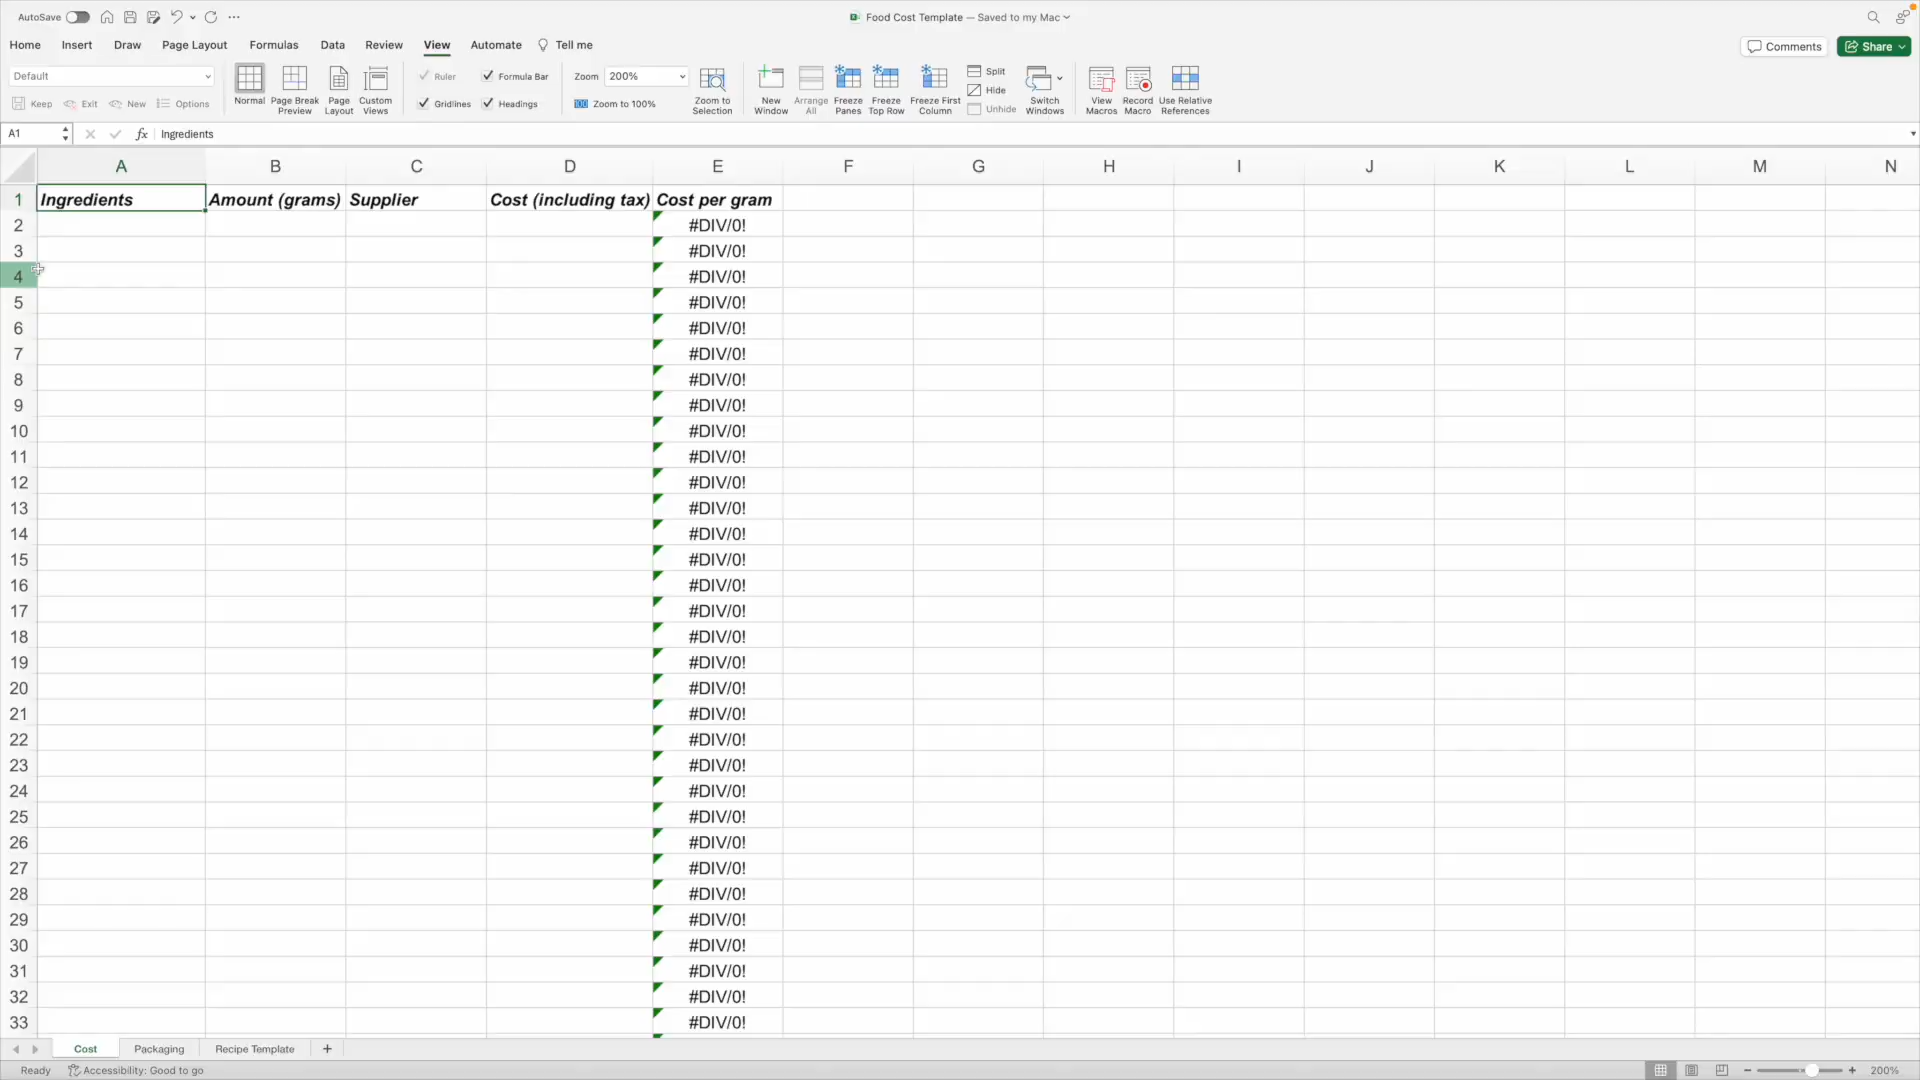 AutoSave
Food Cost Template — Saved to my Mac
Home Insert Draw Page Layout Formulas Data Review View Automate Tell me
Comments Share
Default
Keep Exit New Options
Normal
Page Break Preview
Page Layout
Custom Views
Ruler Formula Bar
Gridlines Headings
Zoom 200%
Zoom to 100%
Zoom to Selection
New Window
Arrange All
Freeze Panes
Freeze Top Row
Freeze First Column
Split
Hide
Unhide
Switch Windows
View Macros
Record Macro
Use Relative References
A1 fx Ingredients
A B C D E F G H I J K L M N
1 Ingredients Amount (grams) Supplier Cost (including tax) Cost per gram
2 #DIV/0!
3 #DIV/0!
4 #DIV/0!
5 #DIV/0!
6 #DIV/0!
7 #DIV/0!
8 #DIV/0!
9 #DIV/0!
10 #DIV/0!
11 #DIV/0!
12 #DIV/0!
13 #DIV/0!
14 #DIV/0!
15 #DIV/0!
16 #DIV/0!
17 #DIV/0!
18 #DIV/0!
19 #DIV/0!
20 #DIV/0!
21 #DIV/0!
22 #DIV/0!
23 #DIV/0!
24 #DIV/0!
25 #DIV/0!
26 #DIV/0!
27 #DIV/0!
28 #DIV/0!
29 #DIV/0!
30 #DIV/0!
31 #DIV/0!
32 #DIV/0!
33 #DIV/0!
Cost Packaging Recipe Template +
Ready Accessibility: Good to go 200%